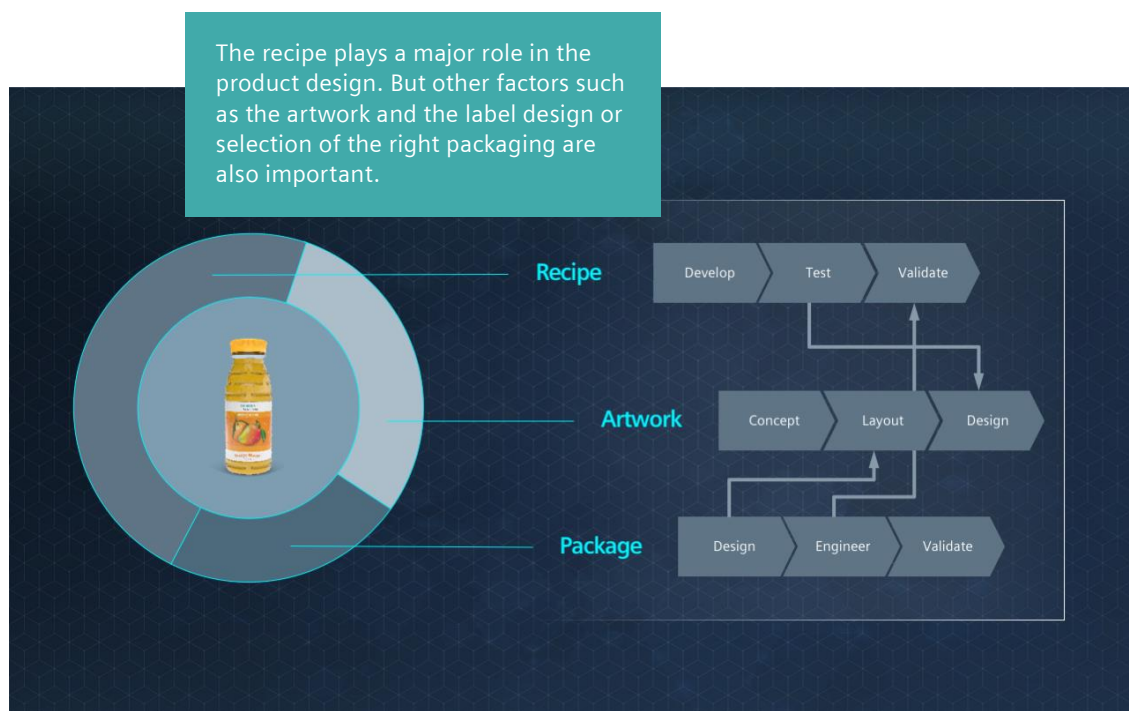 The recipe plays a major role in the
product design. But other factors such
as the artwork and the label design or
selection of the right packaging are
also important.
Recipe
Develop
Test
Validate
Artwork
Concept
Layout
Design
Package
Design
Engineer
Validate